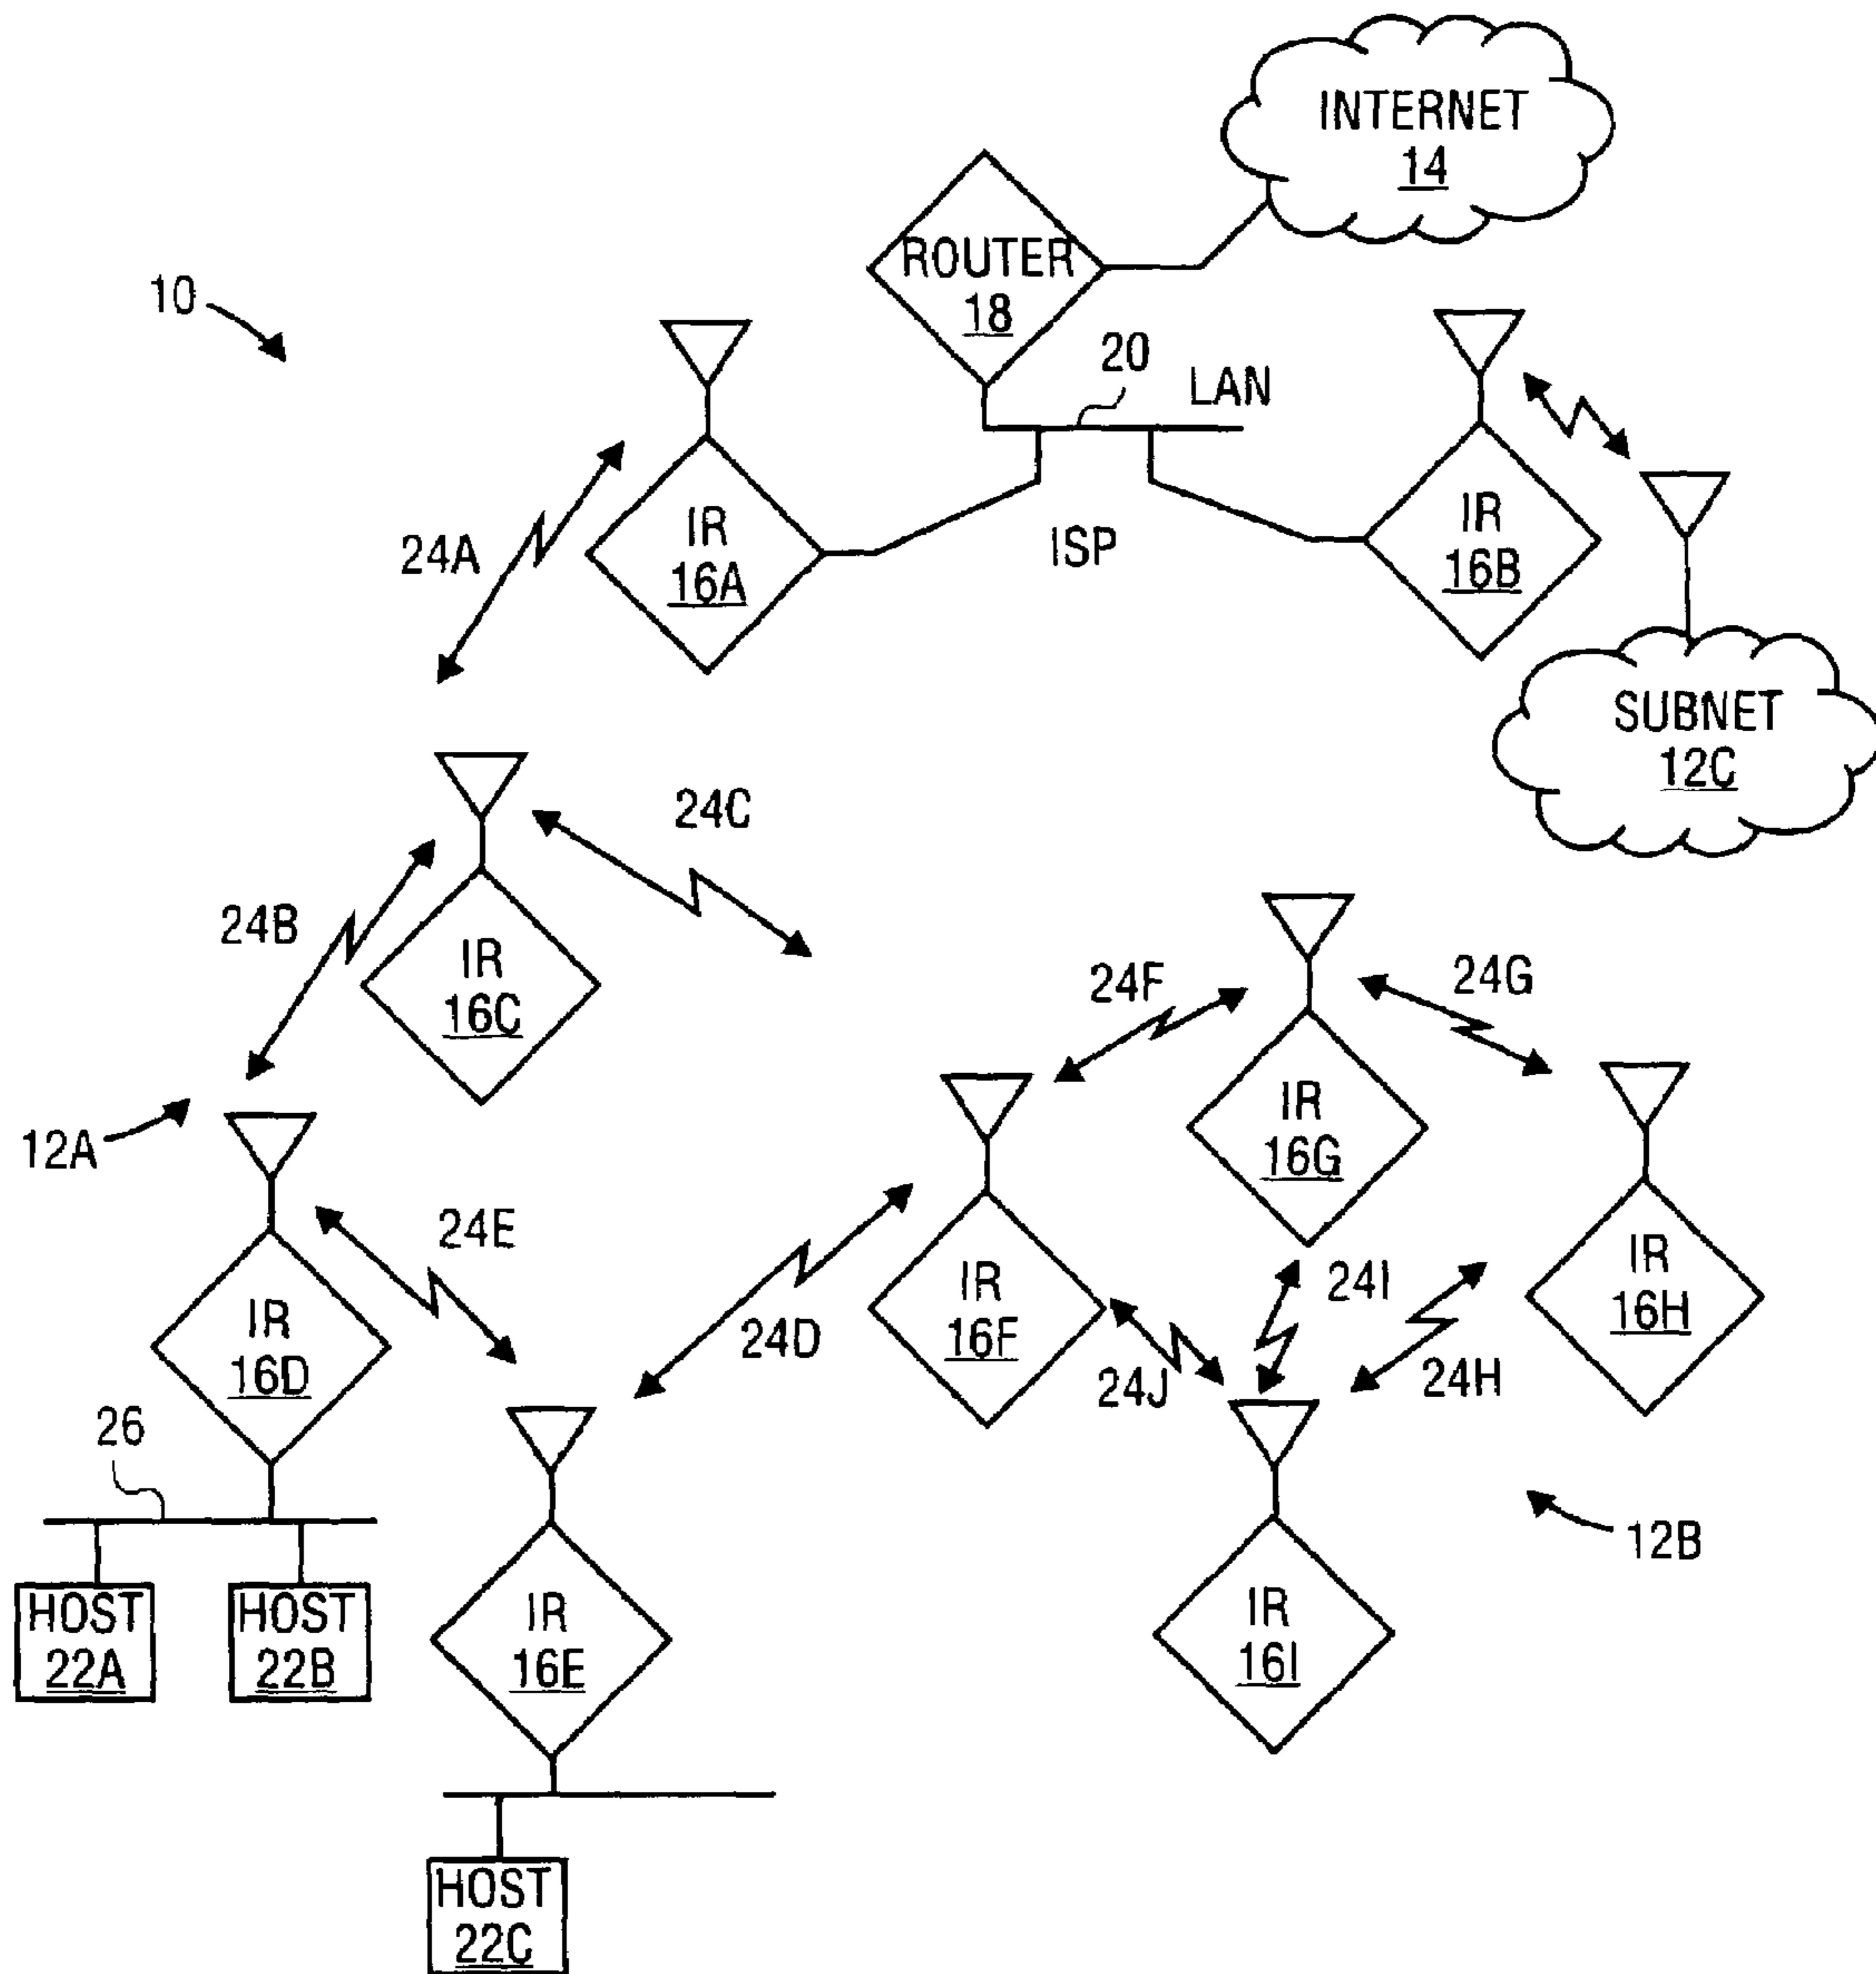 INTERNET
14
ROUTER
18
10
20
LAN
IR
16A
24A
ISP
IR
16B
SUBNET
12C
24C
24B
IR
16C
24F
24G
12A
IR
16G
24E
24I
IR
16H
IR
16F
24D
24J
24H
IR
16D
26
12B
HOST
22A
HOST
22B
IR
16E
IR
16I
HOST
22C